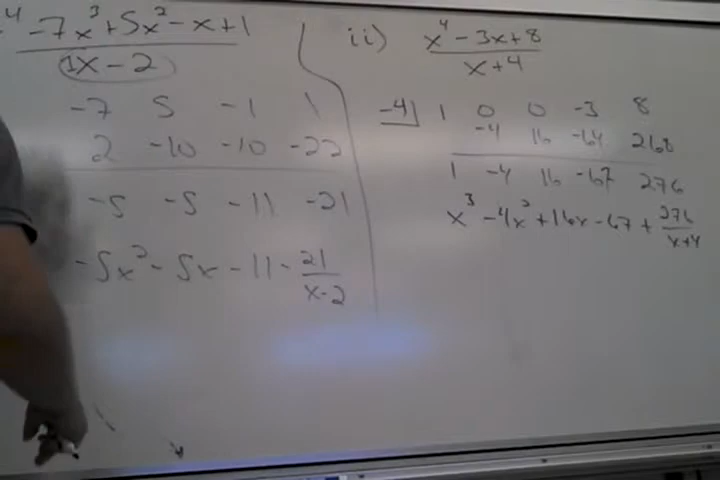 ⁴ -7x³+5x²-x+1
1x-2
-7 5 -1 1
2 -10 -10 -22
-5 -5 -11 -21
-5x² - 5x - 11 - 21/x-2
ii) x⁴-3x+8
x+4
-4 1 0 0 -3 8
-4 16 -64 268
1 -4 16 -67 276
x³-4x²+16x-67+276/x+4